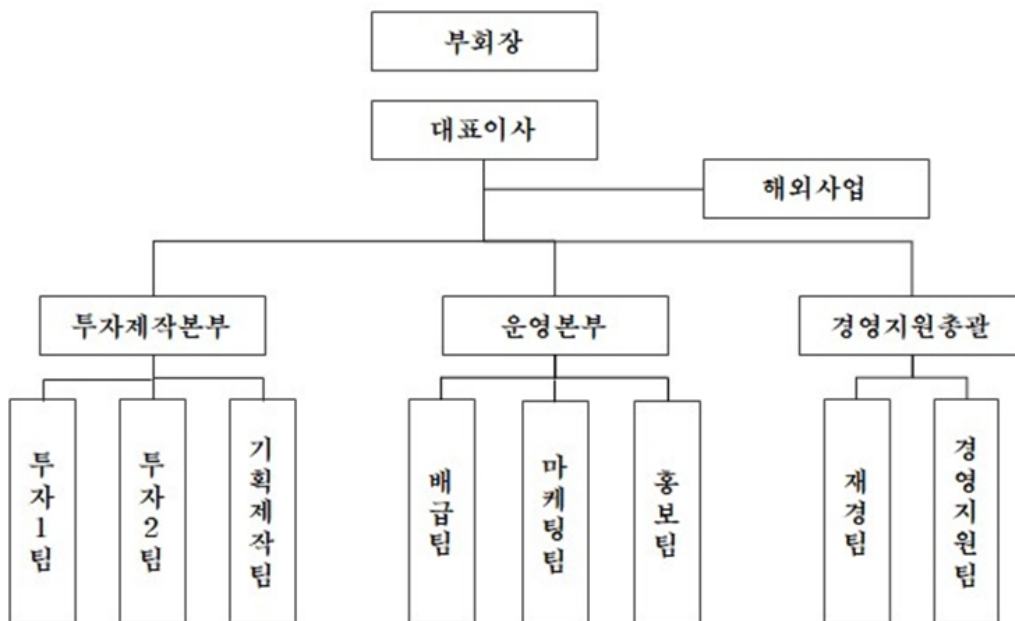 부회장
대표이사
해외사업
투자제작본부
운영본부
경영지원총괄
투자1팀
투자2팀
기획제작팀
배급팀
마케팅팀
홍보팀
재경팀
경영지원팀